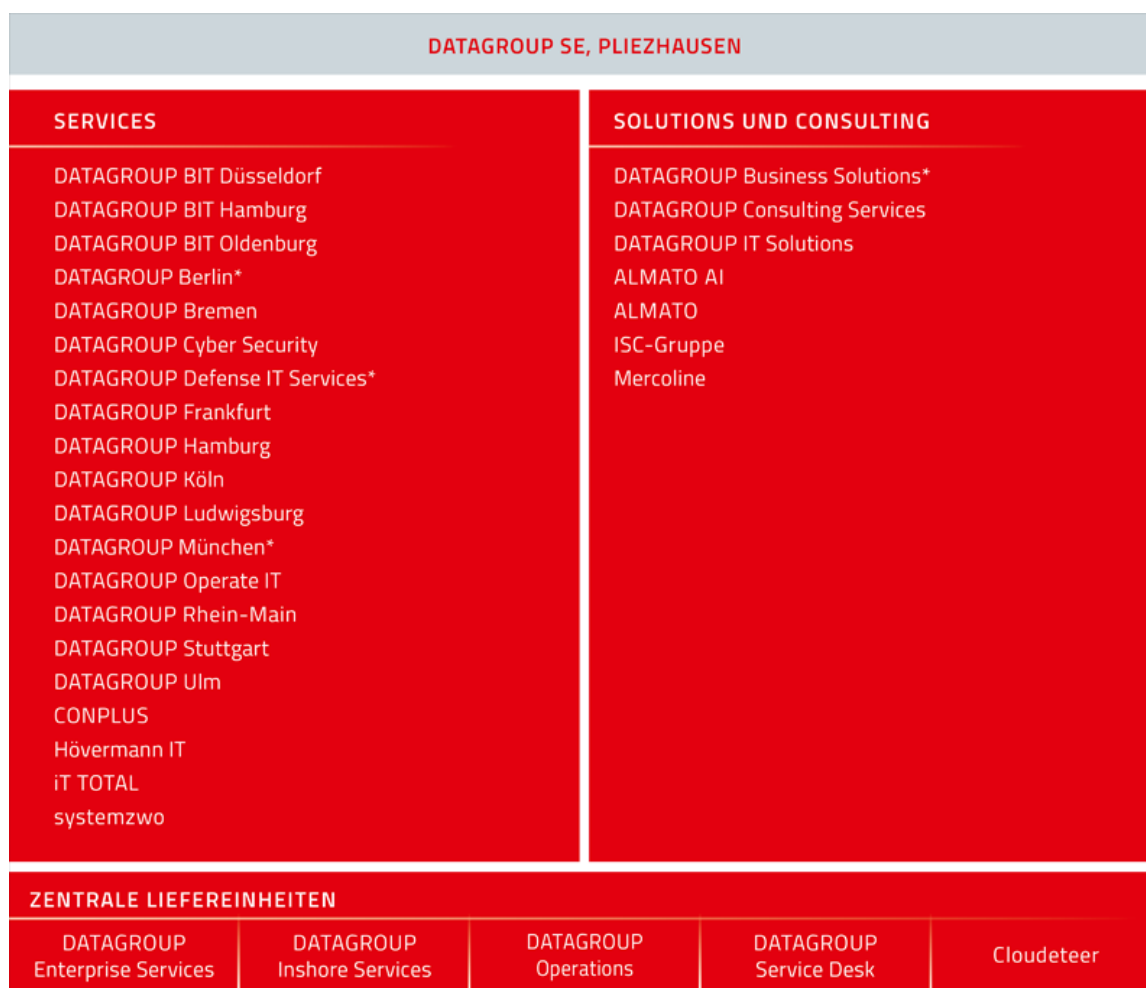 DATAGROUP SE, PLIEZHAUSEN
SERVICES
DATAGROUP BIT Düsseldorf
DATAGROUP BIT Hamburg
DATAGROUP BIT Oldenburg
DATAGROUP Berlin*
DATAGROUP Bremen
DATAGROUP Cyber Security
DATAGROUP Defense IT Services*
DATAGROUP Frankfurt
DATAGROUP Hamburg
DATAGROUP Köln
DATAGROUP Ludwigsburg
DATAGROUP München*
DATAGROUP Operate IT
DATAGROUP Rhein-Main
DATAGROUP Stuttgart
DATAGROUP Ulm
CONPLUS
Hövermann IT
iT TOTAL
systemzwo
SOLUTIONS UND CONSULTING
DATAGROUP Business Solutions*
DATAGROUP Consulting Services
DATAGROUP IT Solutions
ALMATO AI
ALMATO
ISC-Gruppe
Mercoline
ZENTRALE LIEFEREINHEITEN
DATAGROUP
Enterprise Services
DATAGROUP
Inshore Services
DATAGROUP
Operations
DATAGROUP
Service Desk
Cloudeteer